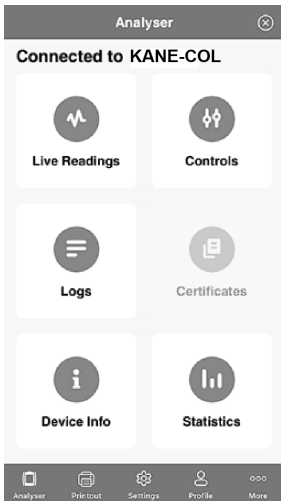 Analyser
Connected to KANE-COL
Live Readings Controls
Logs Certificates
Device Info Statistics
Analyser Printout Settings Profile More